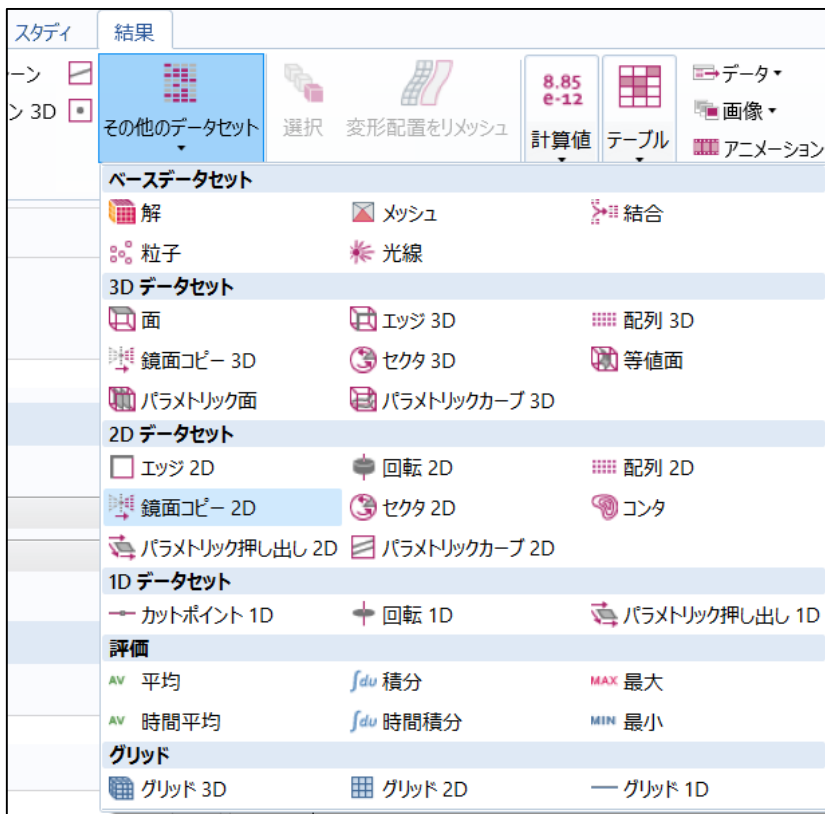 スタディ 結果
ーン
ン 3D
その他のデータセット
選択
変形配置をリメッシュ
8.85
e-12
計算値
テーブル
データ
画像
アニメーション
ベースデータセット
解 メッシュ 結合
粒子 光線
3D データセット
面 エッジ 3D 配列 3D
鏡面コピー 3D セクタ 3D 等値面
パラメトリック面 パラメトリックカーブ 3D
2D データセット
エッジ 2D 回転 2D 配列 2D
鏡面コピー 2D セクタ 2D コンタ
パラメトリック押し出し 2D パラメトリックカーブ 2D
1D データセット
カットポイント 1D 回転 1D パラメトリック押し出し 1D
評価
AV 平均 ∫du 積分 MAX 最大
AV 時間平均 ∫du 時間積分 MIN 最小
グリッド
グリッド 3D グリッド 2D グリッド 1D